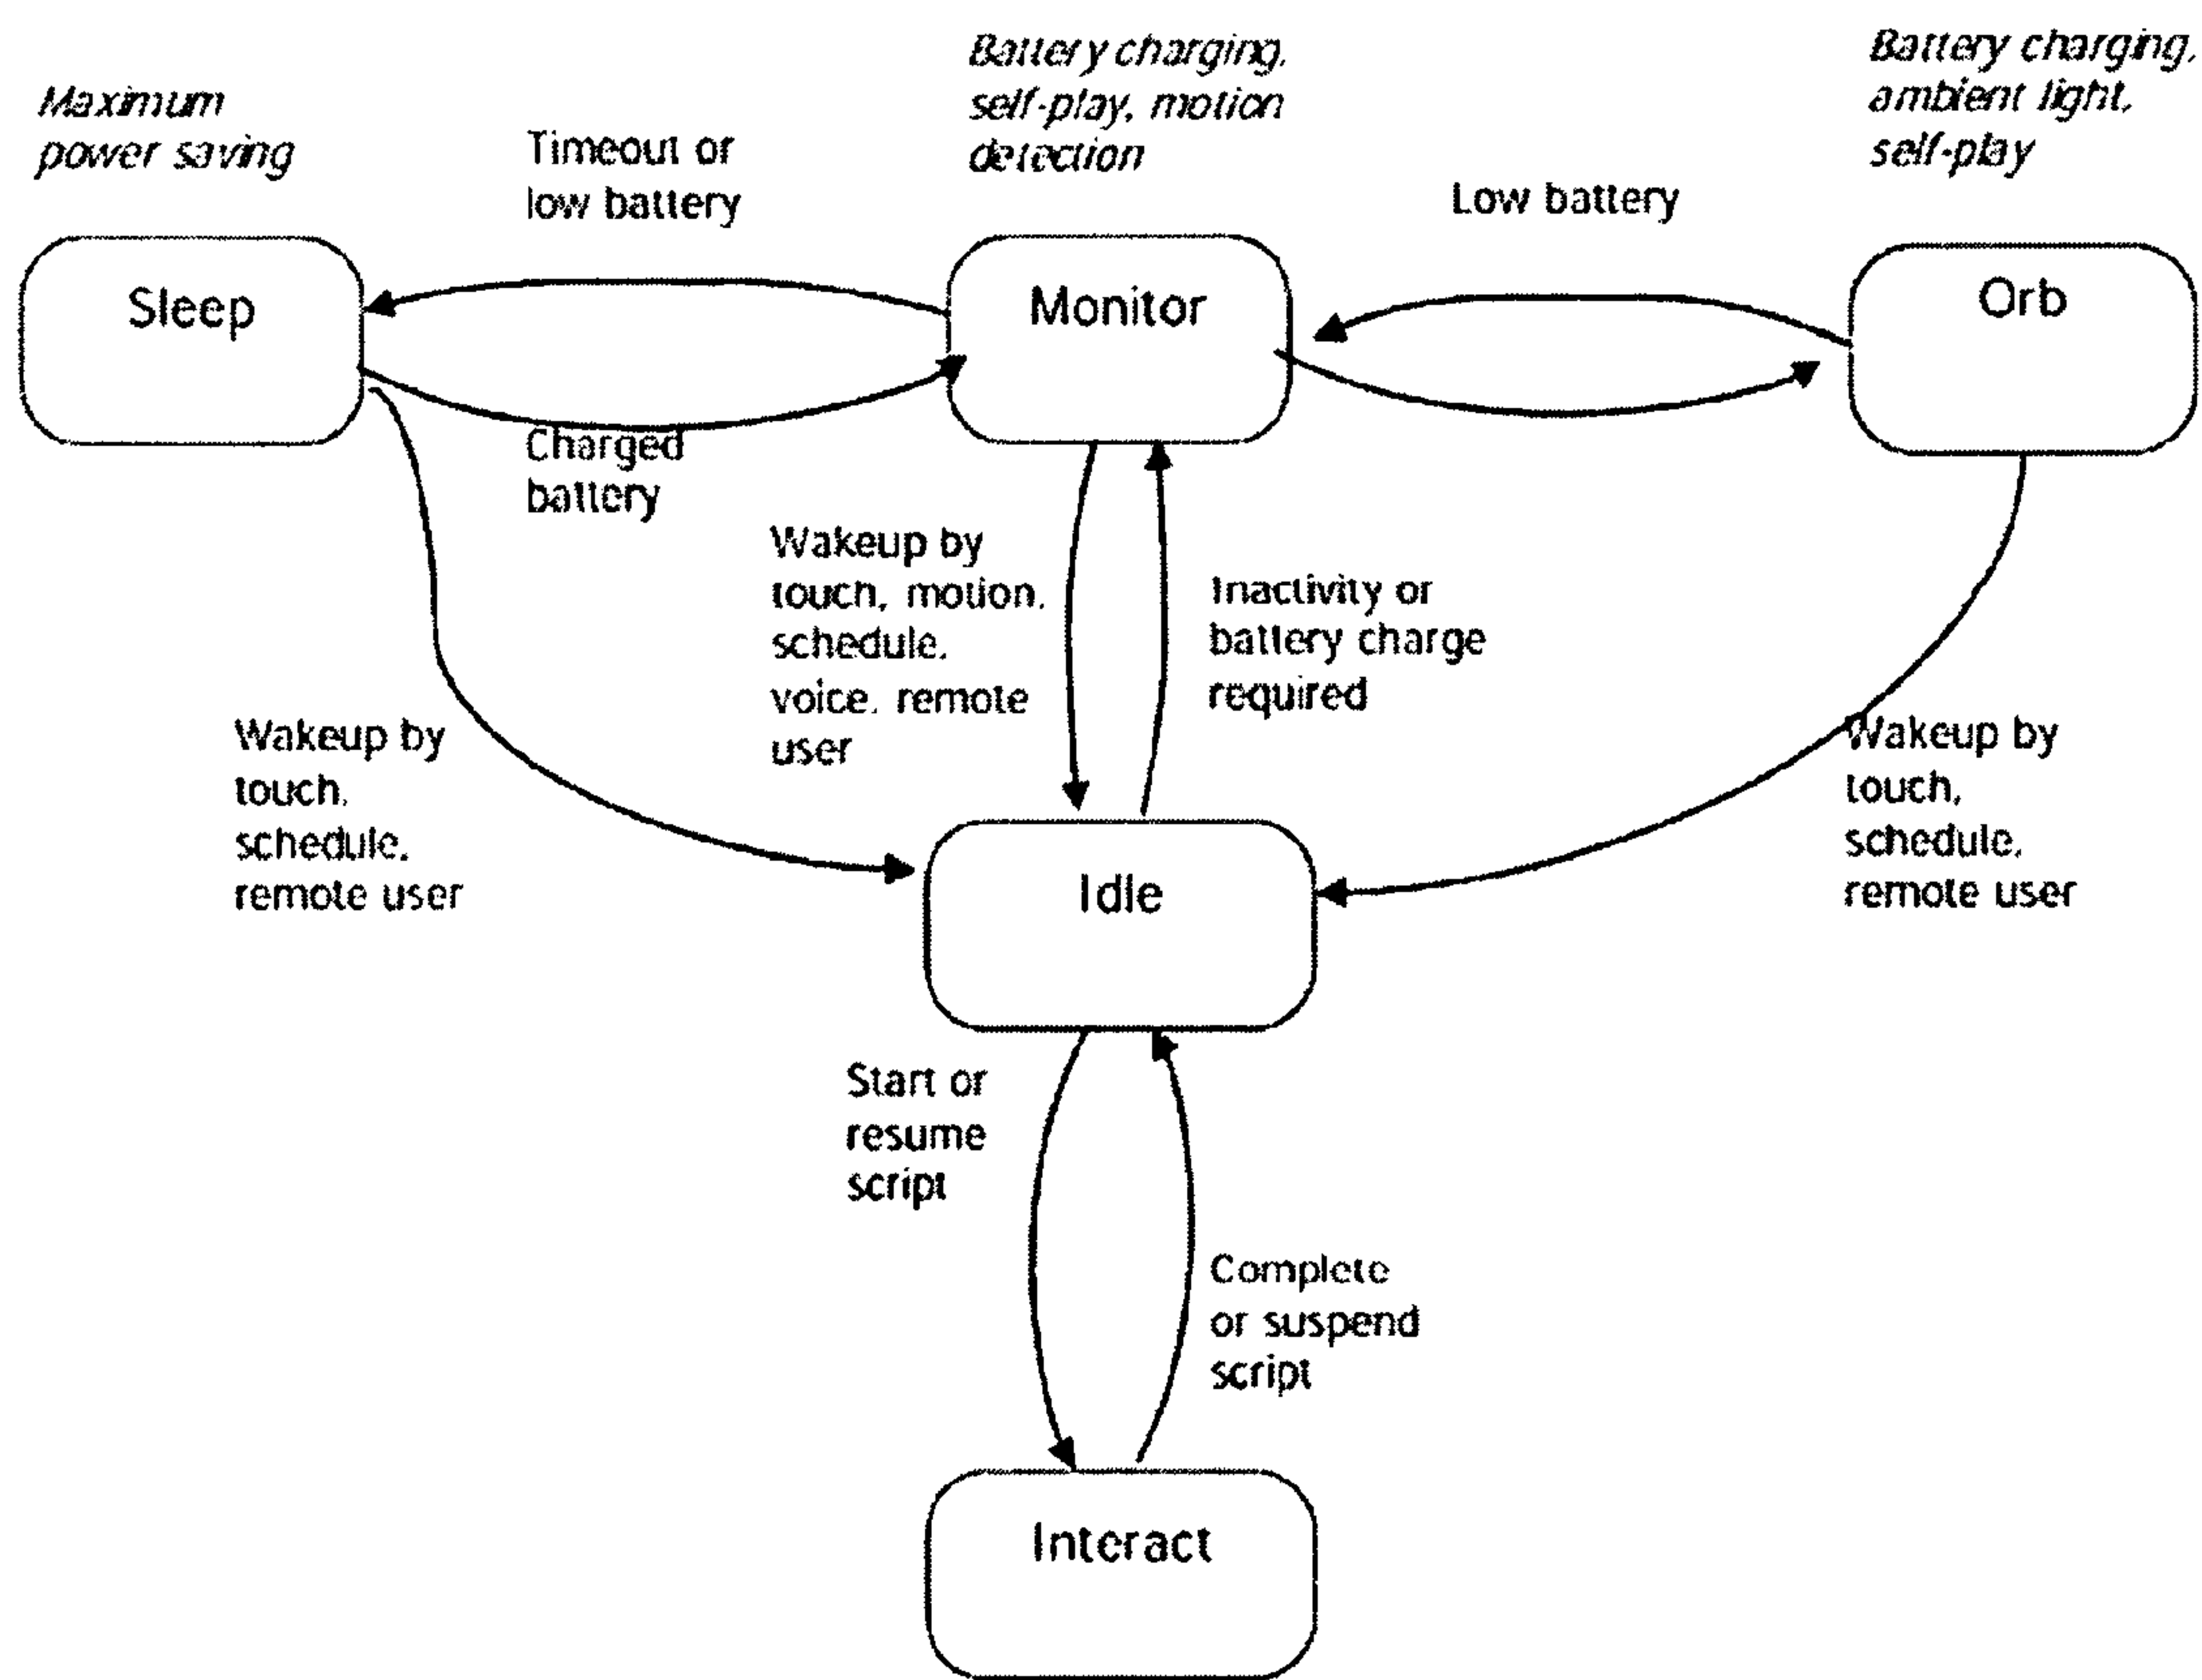 Maximum
power saving
Timeout or
low battery
Battery charging,
self-play, motion
detection
Low battery
Battery charging,
ambient light,
self-play
Sleep
Monitor
Orb
Charged
battery
Wakeup by
touch, motion,
schedule,
voice, remote
user
Inactivity or
battery charge
required
Wakeup by
touch,
schedule,
remote user
Wakeup by
touch,
schedule,
remote user
Idle
Start or
resume
script
Complete
or suspend
script
Interact